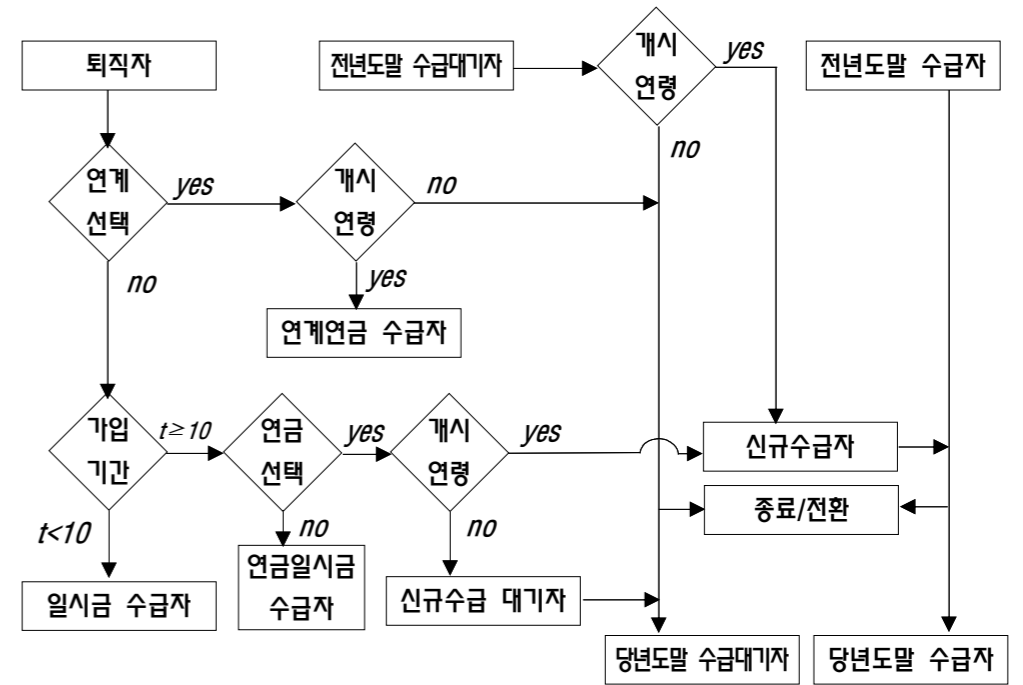 퇴직자
전년도말 수급대기자
개시
연령
yes
no
전년도말 수급자
연계
선택
yes
no
개시
연령
no
yes
연계연금 수급자
가입
기간
t≥10
t<10
연금
선택
yes
no
개시
연령
yes
no
신규수급자
종료/전환
일시금 수급자
연금일시금
수급자
신규수급 대기자
당년도말 수급대기자
당년도말 수급자